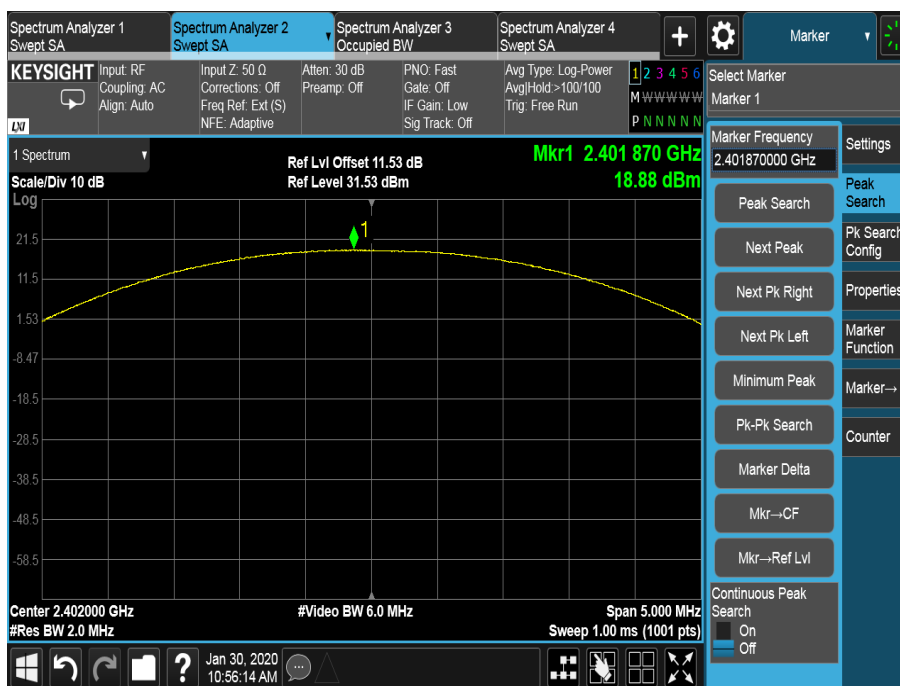 Spectrum Analyzer 1
Swept SA
Spectrum Analyzer 2
Swept SA
Spectrum Analyzer 3
Occupied BW
Spectrum Analyzer 4
Swept SA
+
Marker
KEYSIGHT
LXI
Input: RF
Coupling: AC
Align: Auto
Input Z: 50 Ω
Corrections: Off
Freq Ref: Ext (S)
NFE: Adaptive
Atten: 30 dB
Preamp: Off
PNO: Fast
Gate: Off
IF Gain: Low
Sig Track: Off
Avg Type: Log-Power
Avg|Hold:>100/100
Trig: Free Run
1 2 3 4 5 6
M W W W W W
P N N N N N
Select Marker
Marker 1
1 Spectrum
Scale/Div 10 dB
Log
Ref Lvl Offset 11.53 dB
Ref Level 31.53 dBm
Mkr1 2.401 870 GHz
18.88 dBm
1
21.5
11.5
1.53
-8.47
-18.5
-28.5
-38.5
-48.5
-58.5
Center 2.402000 GHz
#Res BW 2.0 MHz
#Video BW 6.0 MHz
Span 5.000 MHz
Sweep 1.00 ms (1001 pts)
Marker Frequency
2.401870000 GHz
Peak Search
Next Peak
Next Pk Right
Next Pk Left
Minimum Peak
Pk-Pk Search
Marker Delta
Mkr→CF
Mkr→Ref Lvl
Continuous Peak
Search
On
Off
Settings
Peak
Search
Pk Search
Config
Properties
Marker
Function
Marker→
Counter
?
Jan 30, 2020
10:56:14 AM